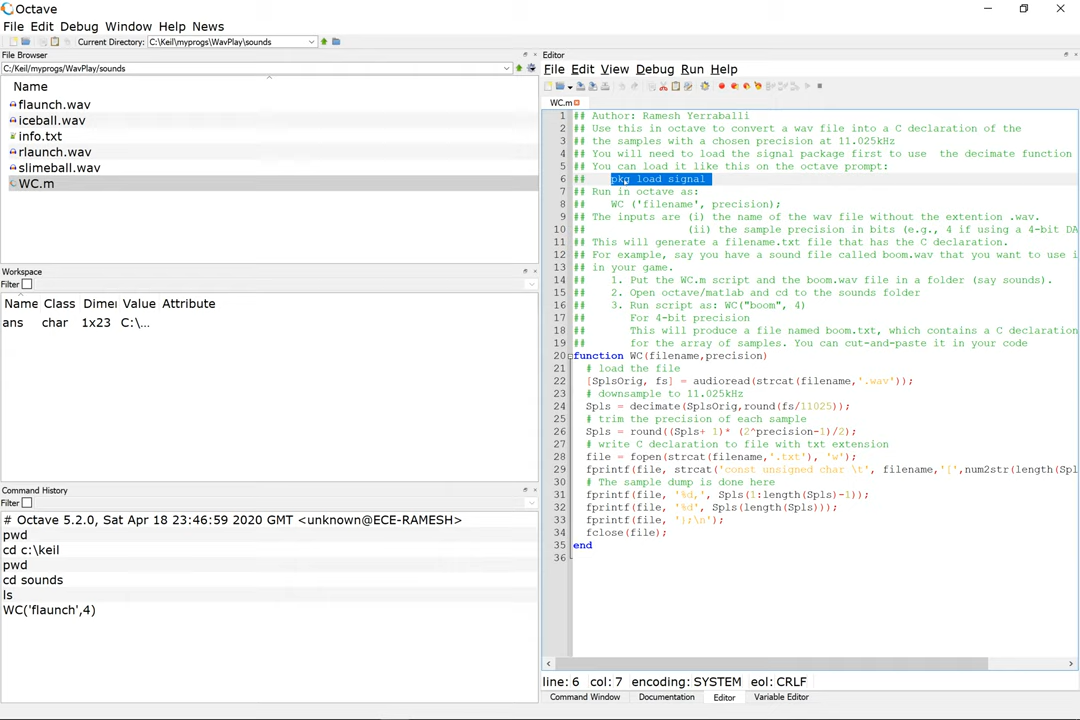 Octave
File Edit Debug Window Help News
Current Directory: C:\Keil\myprogs\WavPlay\sounds
File Browser
C:/Keil/myprogs/WavPlay/sounds
Name
flaunch.wav
iceball.wav
info.txt
rlaunch.wav
slimeball.wav
WC.m
Workspace
Filter
Name Class Dimer Value Attribute
ans char 1x23 C:\...
Command History
Filter
# Octave 5.2.0, Sat Apr 18 23:46:59 2020 GMT <unknown@ECE-RAMESH>
pwd
cd c:\keil
pwd
cd sounds
ls
WC('flaunch',4)
Editor
File Edit View Debug Run Help
WC.m
1 ## Author: Ramesh Yerraballi
2 ## Use this in octave to convert a wav file into a C declaration of the
3 ## the samples with a chosen precision at 11.025kHz
4 ## You will need to load the signal package first to use  the decimate function
5 ## You can load it like this on the octave prompt:
6 ##    pkg load signal
7 ## Run in octave as:
8 ##    WC ('filename', precision);
9 ## The inputs are (i) the name of the wav file without the extention .wav.
10 ##                (ii) the sample precision in bits (e.g., 4 if using a 4-bit DA
11 ## This will generate a filename.txt file that has the C declaration.
12 ## For example, say you have a sound file called boom.wav that you want to use i
13 ## in your game.
14 ##    1. Put the WC.m script and the boom.wav file in a folder (say sounds).
15 ##    2. Open octave/matlab and cd to the sounds folder
16 ##    3. Run script as: WC("boom", 4)
17 ##       For 4-bit precision
18 ##       This will produce a file named boom.txt, which contains a C declaration
19 ##       for the array of samples. You can cut-and-paste it in your code
20 function WC(filename,precision)
21 # load the file
22 [SplsOrig, fs] = audioread(strcat(filename,'.wav'));
23 # downsample to 11.025kHz
24 Spls = decimate(SplsOrig,round(fs/11025));
25 # trim the precision of each sample
26 Spls = round((Spls+ 1)* (2^precision-1)/2);
27 # write C declaration to file with txt extension
28 file = fopen(strcat(filename,'.txt'), 'w');
29 fprintf(file, strcat('const unsigned char \t', filename,'[',num2str(length(Spl
30 # The sample dump is done here
31 fprintf(file, '%d,', Spls(1:length(Spls)-1));
32 fprintf(file, '%d', Spls(length(Spls)));
33 fprintf(file, '};\n');
34 fclose(file);
35 end
36
line: 6 col: 7 encoding: SYSTEM eol: CRLF
Command Window Documentation Editor Variable Editor